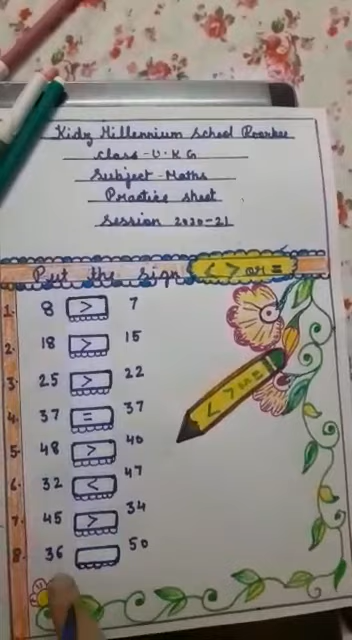 Kidz Millennium School Roorkee
Class - U.K.G
Subject - Maths
Practice sheet
Session 2020-21
Put the sign < > or =
1. 8 > 7
2. 18 > 15
3. 25 > 22
4. 37 = 37
5. 48 > 40
6. 32 < 47
7. 45 > 34
8. 36 50
< > or =